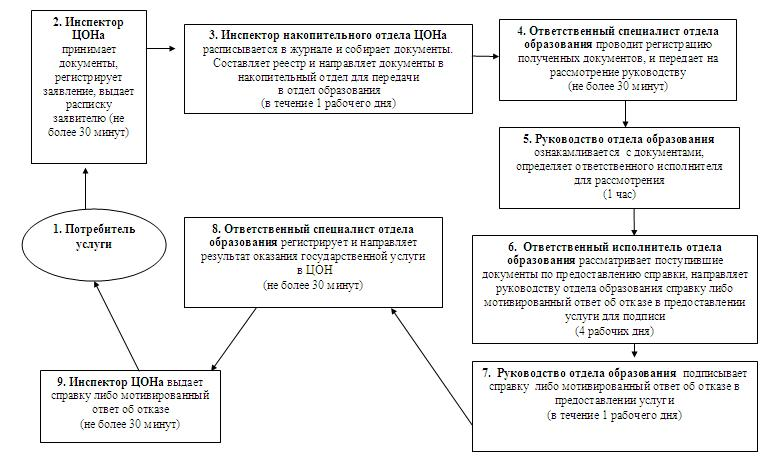 2. Инспектор
ЦОНа
принимает
документы,
регистрирует
заявление, выдает
расписку
заявителю (не
более 30 минут)
3. Инспектор накопительного отдела ЦОНа
расписывается в журнале и собирает документы.
Составляет реестр и направляет документы в
накопительный отдел для передачи
в отдел образования
(в течение 1 рабочего дня)
4. Ответственный специалист отдела
образования проводит регистрацию
полученных документов, и передает на
рассмотрение руководству
(не более 30 минут)
5. Руководство отдела образования
ознакамливается с документами,
определяет ответственного исполнителя
для рассмотрения
(1 час)
6. Ответственный исполнитель отдела
образования рассматривает поступившие
документы по предоставлению справки, направляет
руководству отдела образования справку либо
мотивированный ответ об отказе в предоставлении
услуги для подписи
(4 рабочих дня)
7. Руководство отдела образования подписывает
справку либо мотивированный ответ об отказе в
предоставлении услуги
(в течение 1 рабочего дня)
8. Ответственный специалист отдела
образования регистрирует и направляет
результат оказания государственной услуги
в ЦОН
(не более 30 минут)
9. Инспектор ЦОНа выдает
справку либо мотивированный
ответ об отказе
(не более 30 минут)
1. Потребитель
услуги